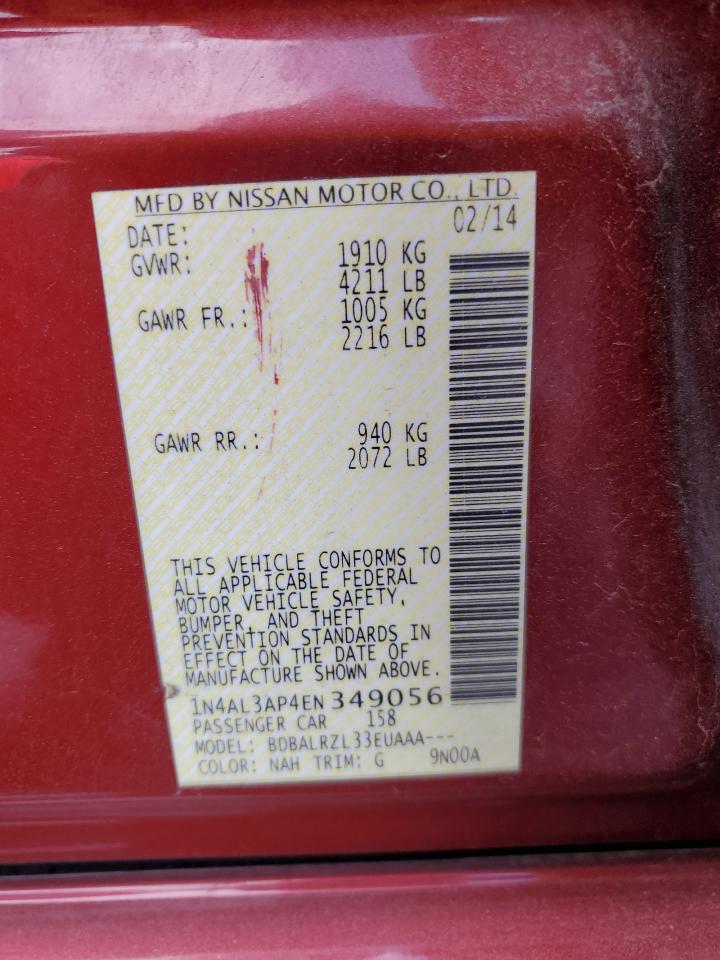 MFD BY NISSAN MOTOR CO., LTD.
DATE: 02/14
GVWR: 1910 KG
4211 LB
GAWR FR.: 1005 KG
2216 LB
GAWR RR.: 940 KG
2072 LB
THIS VEHICLE CONFORMS TO
ALL APPLICABLE FEDERAL
MOTOR VEHICLE SAFETY,
BUMPER, AND THEFT
PREVENTION STANDARDS IN
EFFECT ON THE DATE OF
MANUFACTURE SHOWN ABOVE.
1N4AL3AP4EN349056
PASSENGER CAR 158
MODEL: BDBALRZL33EUAAA---
COLOR: NAH TRIM: G 9N00A